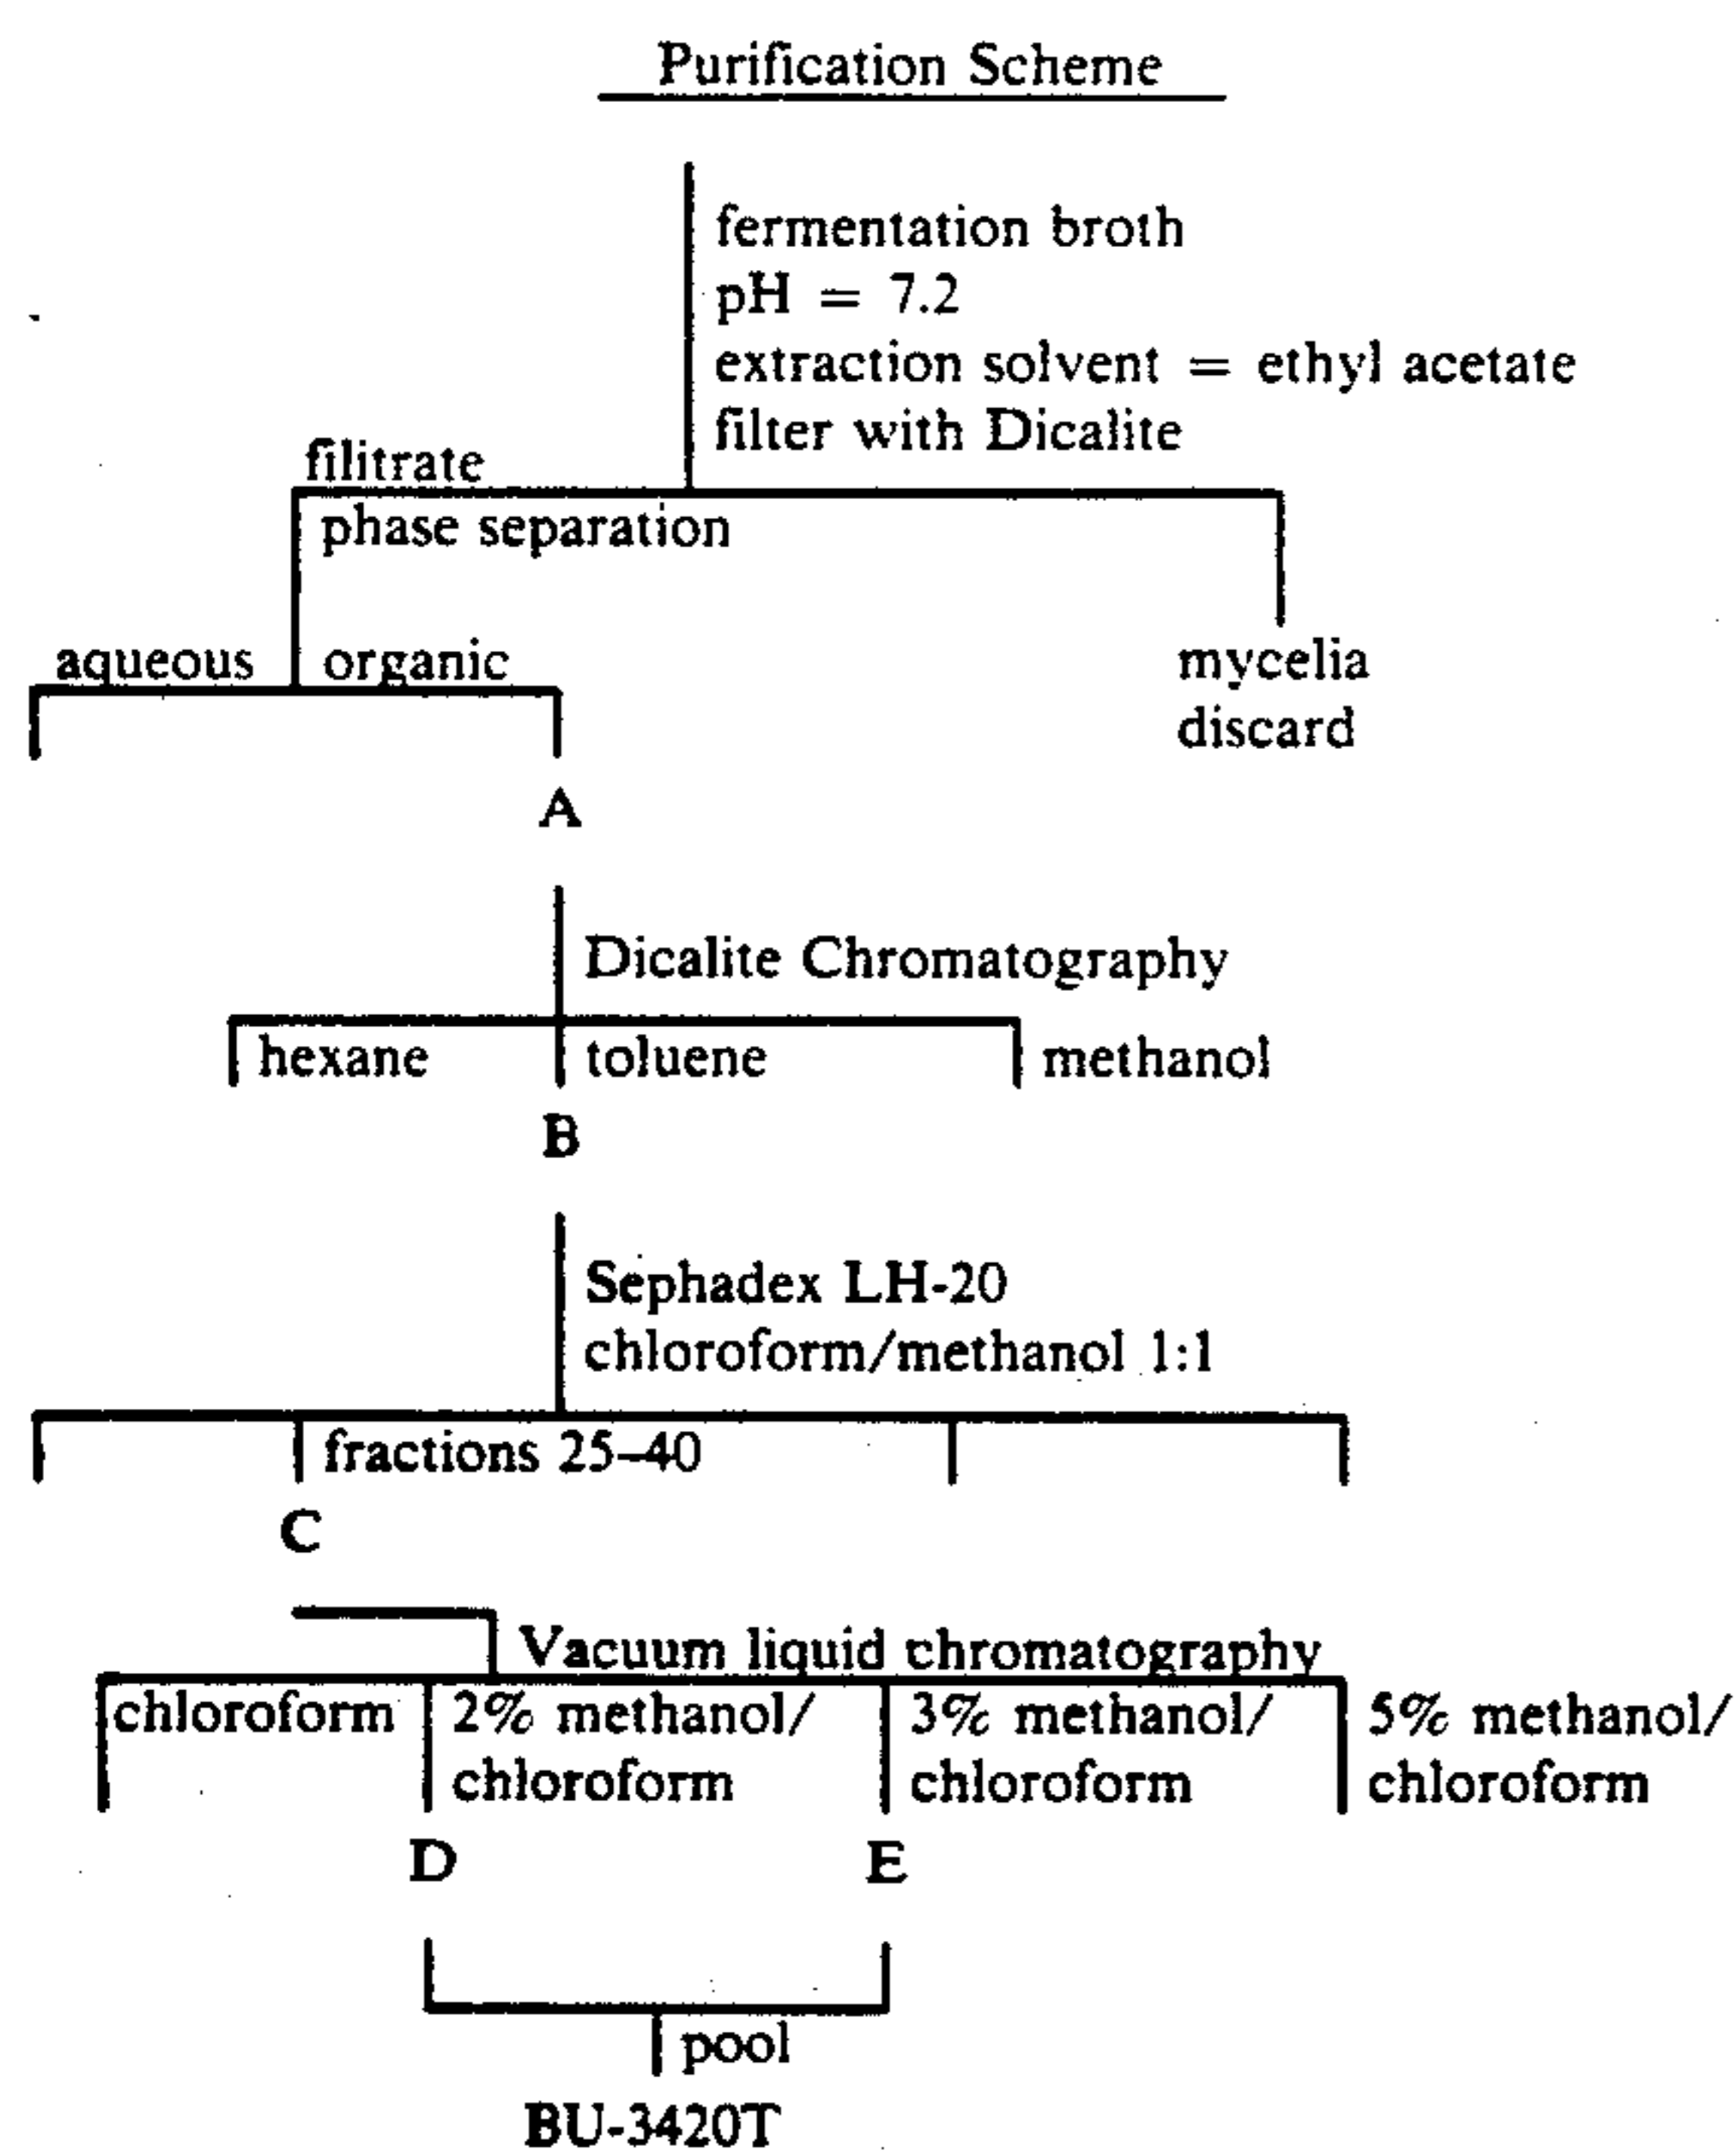 Purification Scheme
fermentation broth
pH = 7.2
extraction solvent = ethyl acetate
filter with Dicalite
filitrate
phase separation
aqueous organic
mycelia
discard
A
Dicalite Chromatography
hexane toluene methanol
B
Sephadex LH-20
chloroform/methanol 1:1
fractions 25–40
C
Vacuum liquid chromatography
chloroform 2% methanol/ 3% methanol/ 5% methanol/
chloroform chloroform chloroform
D E
pool
BU-3420T